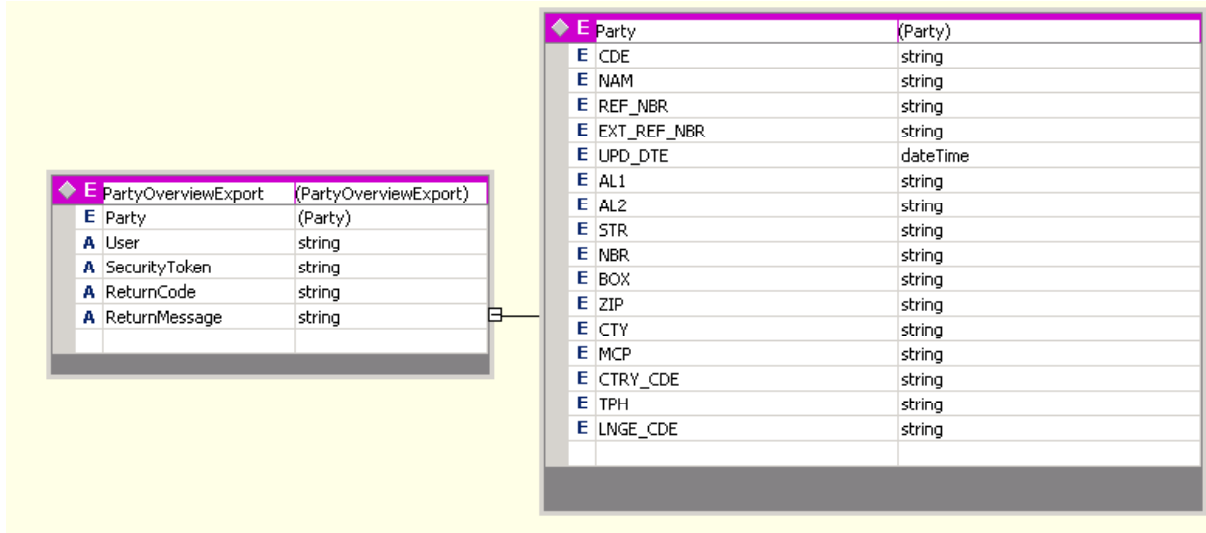 E PartyOverviewExport (PartyOverviewExport)
E Party (Party)
A User string
A SecurityToken string
A ReturnCode string
A ReturnMessage string
E Party (Party)
E CDE string
E NAM string
E REF_NBR string
E EXT_REF_NBR string
E UPD_DTE dateTime
E AL1 string
E AL2 string
E STR string
E NBR string
E BOX string
E ZIP string
E CTY string
E MCP string
E CTRY_CDE string
E TPH string
E LNGE_CDE string